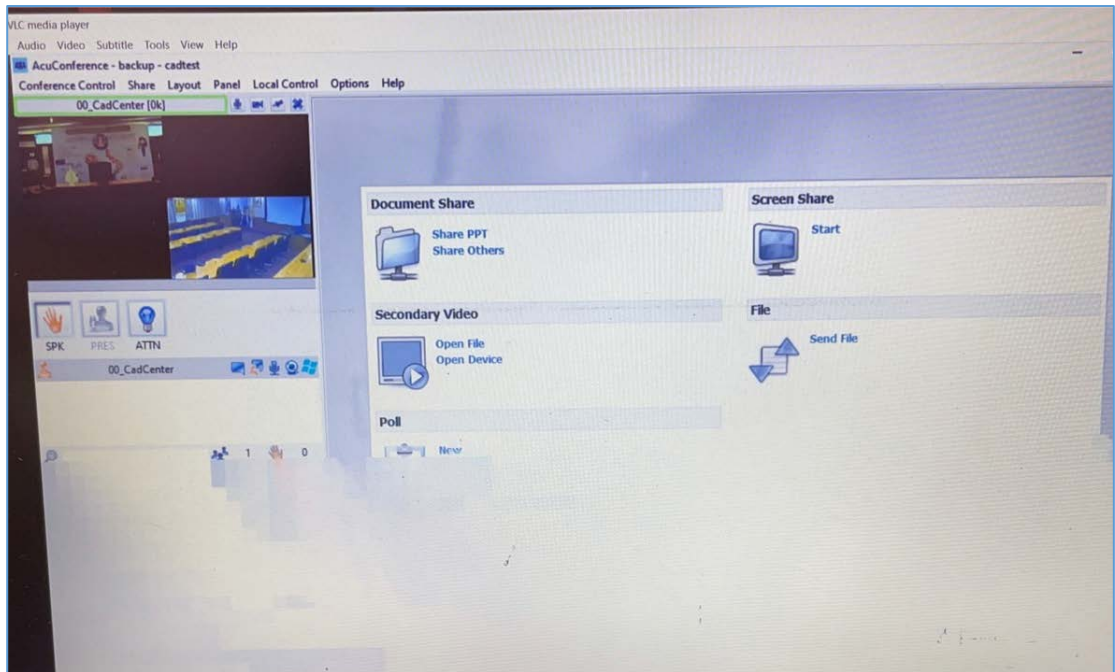 VLC media player
Audio Video Subtitle Tools View Help
AcuConference - backup - cadtest
Conference Control Share Layout Panel Local Control Options Help
00_CadCenter [0k]
Document Share
Share PPT
Share Others
Screen Share
Start
Secondary Video
Open File
Open Device
File
Send File
SPK PRES ATTN
00_CadCenter
Poll
New
1 0